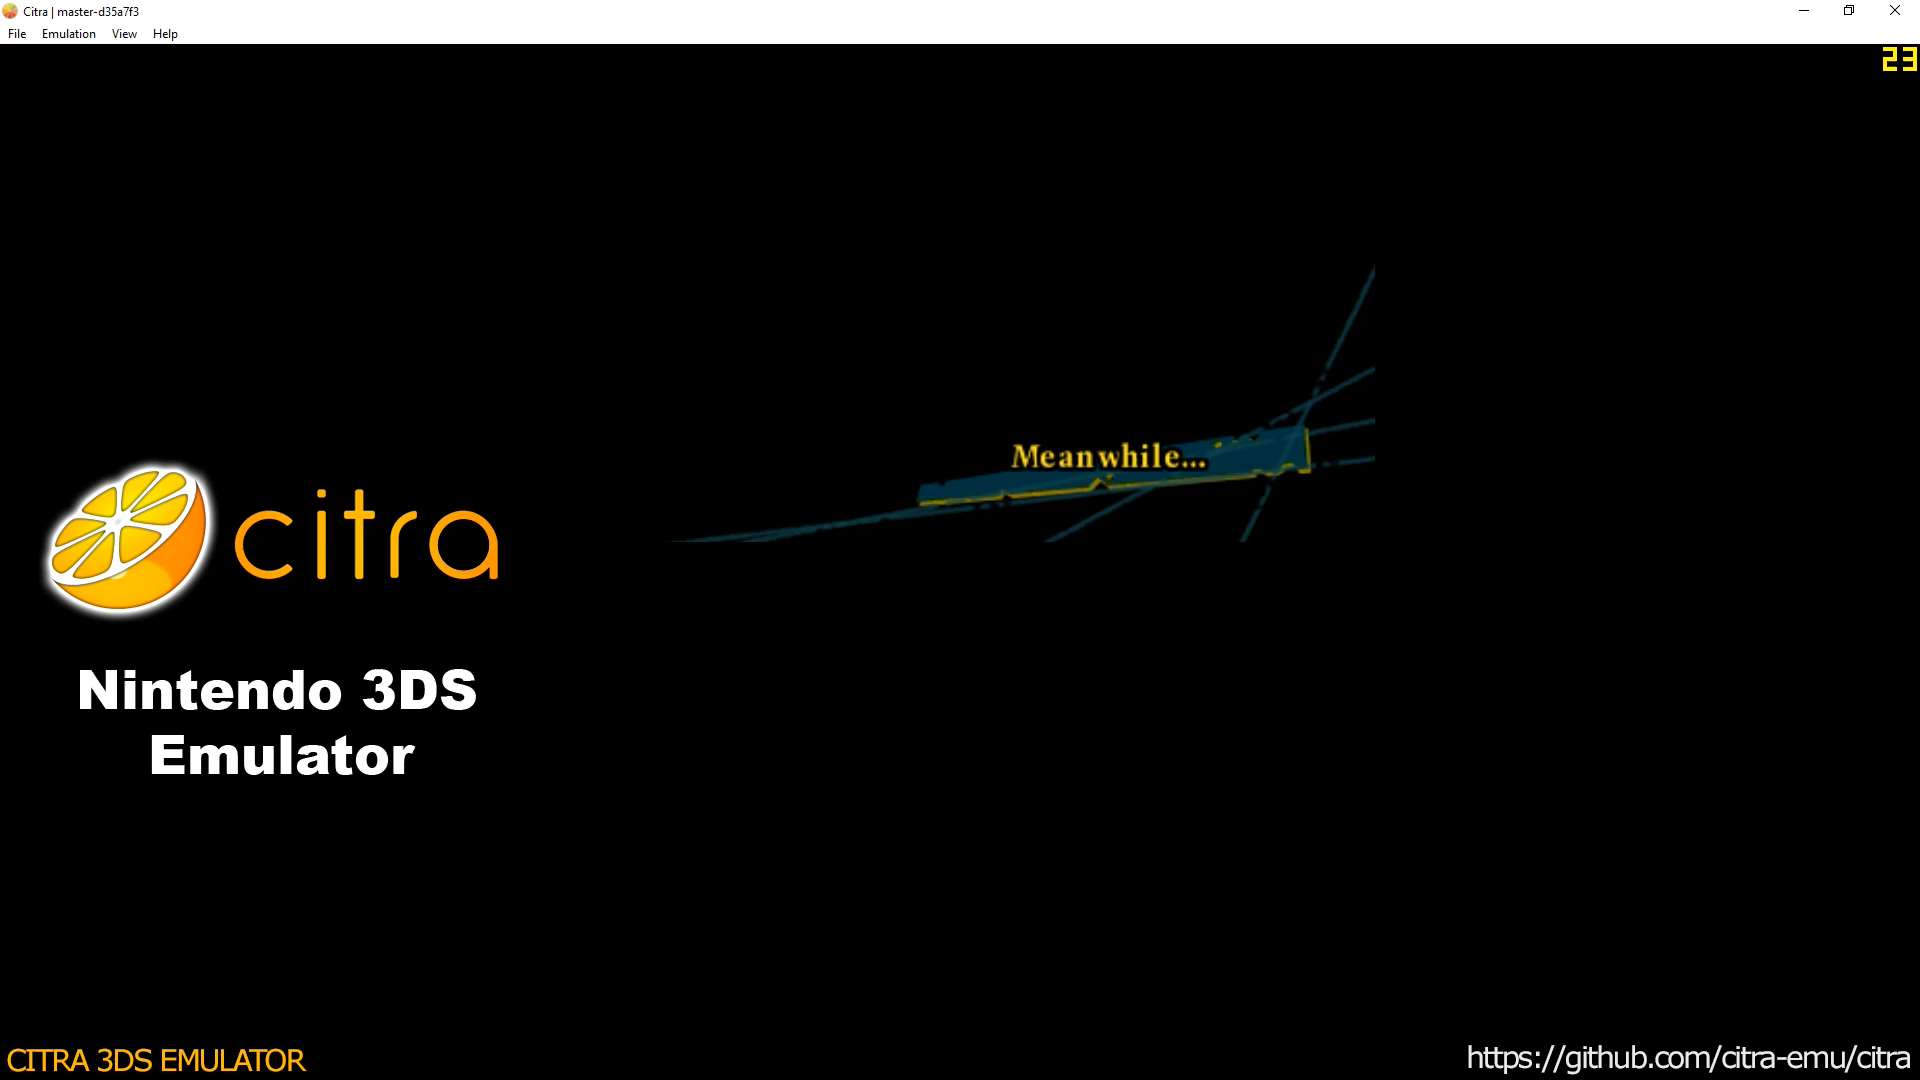 Citra | master-d35a7f3
File Emulation View Help
23
Meanwhile...
citra
Nintendo 3DS
Emulator
CITRA 3DS EMULATOR
https://github.com/citra-emu/citra